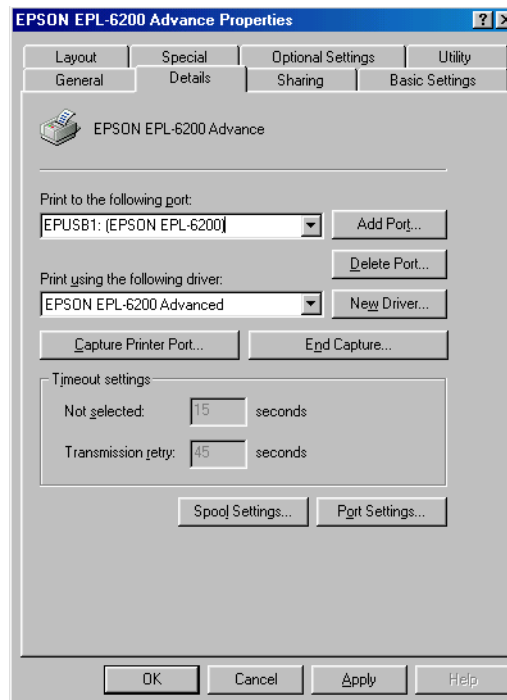 EPSON EPL-6200 Advance Properties
Layout Special Optional Settings Utility
General Details Sharing Basic Settings
EPSON EPL-6200 Advance
Print to the following port:
EPUSB1: (EPSON EPL-6200) Add Port...
Delete Port...
Print using the following driver:
EPSON EPL-6200 Advanced New Driver...
Capture Printer Port... End Capture...
Timeout settings
Not selected: 15 seconds
Transmission retry: 45 seconds
Spool Settings... Port Settings...
OK Cancel Apply Help